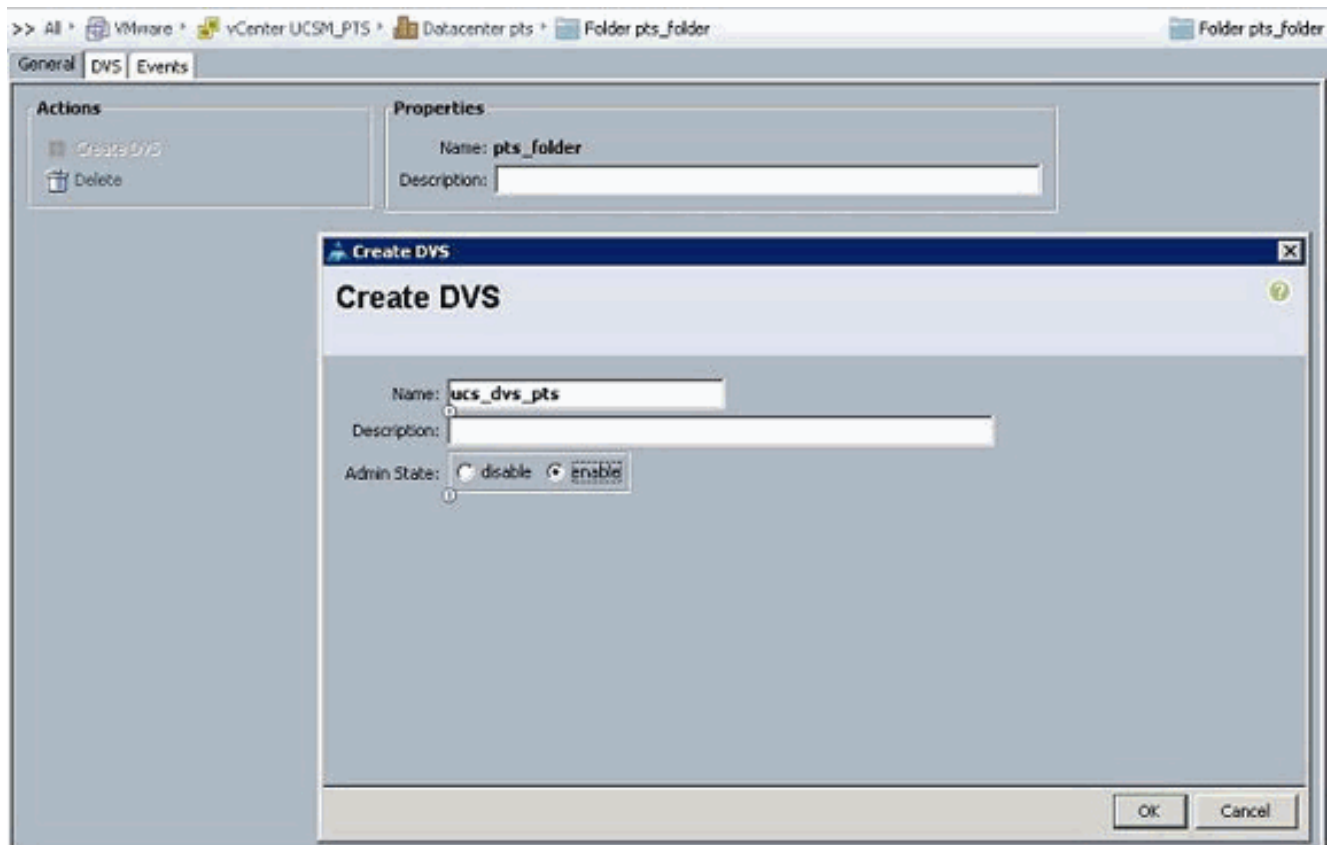 >> All VMware vCenter UCSM_PTS Datacenter pts Folder pts_folder Folder pts_folder
General DVS Events
Actions
Create DVS
Delete
Properties
Name: pts_folder
Description:
Create DVS
Create DVS
?
Name: ucs_dvs_pts
Description:
Admin State: disable enable
OK Cancel